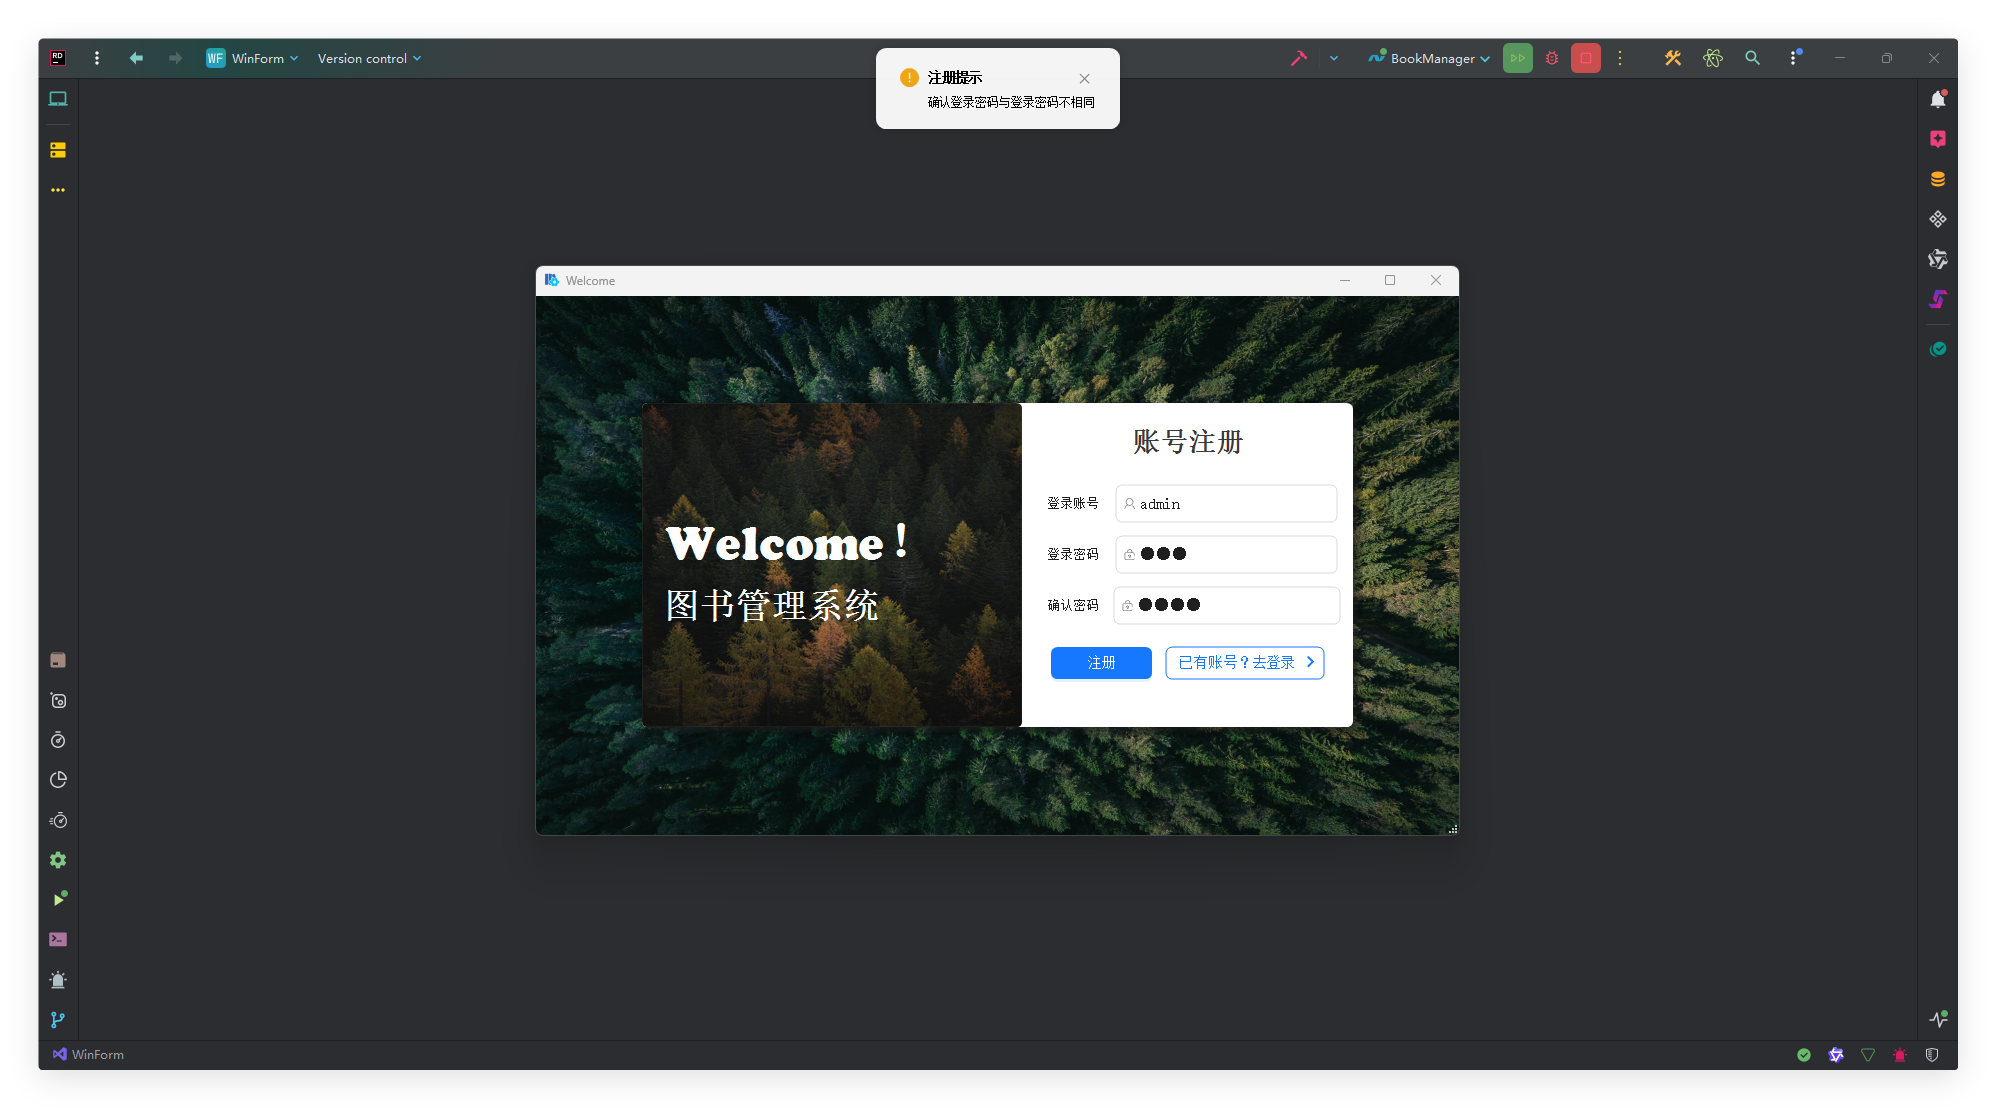 RD
WF WinForm
Version control
BookManager
注册提示
确认登录密码与登录密码不相同
Welcome
Welcome!
图书管理系统
账号注册
登录账号
admin
登录密码
确认密码
注册
已有账号？去登录
WinForm